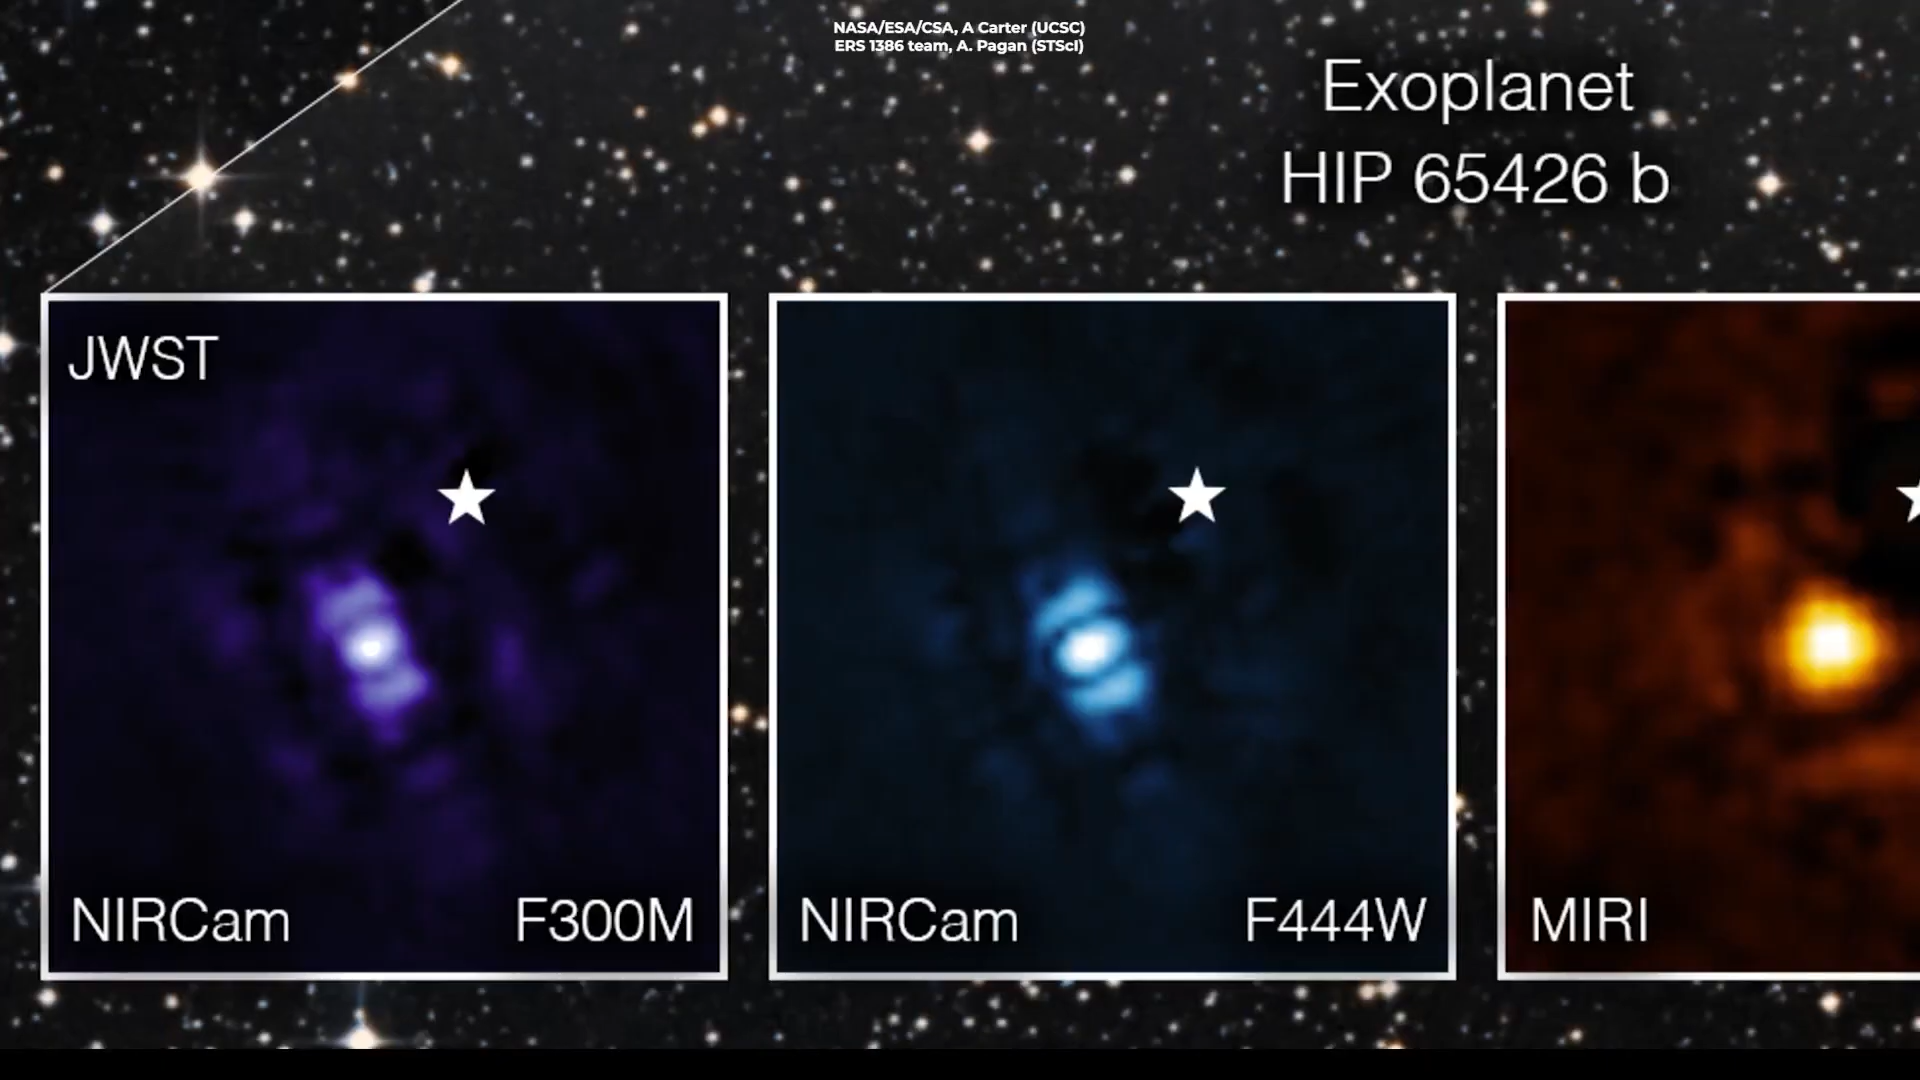 NASA/ESA/CSA, A Carter (UCSC)
ERS 1386 team, A. Pagan (STScI)
Exoplanet
HIP 65426 b
JWST
NIRCam
F300M
NIRCam
F444W
MIRI